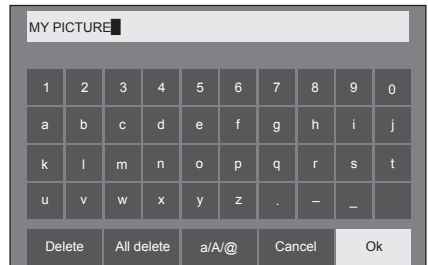 MY PICTURE
1 2 3 4 5 6 7 8 9 0
a b c d e f g h i j
k l m n o p q r s t
u v w x y z . – _
Delete All delete a/A/@ Cancel Ok